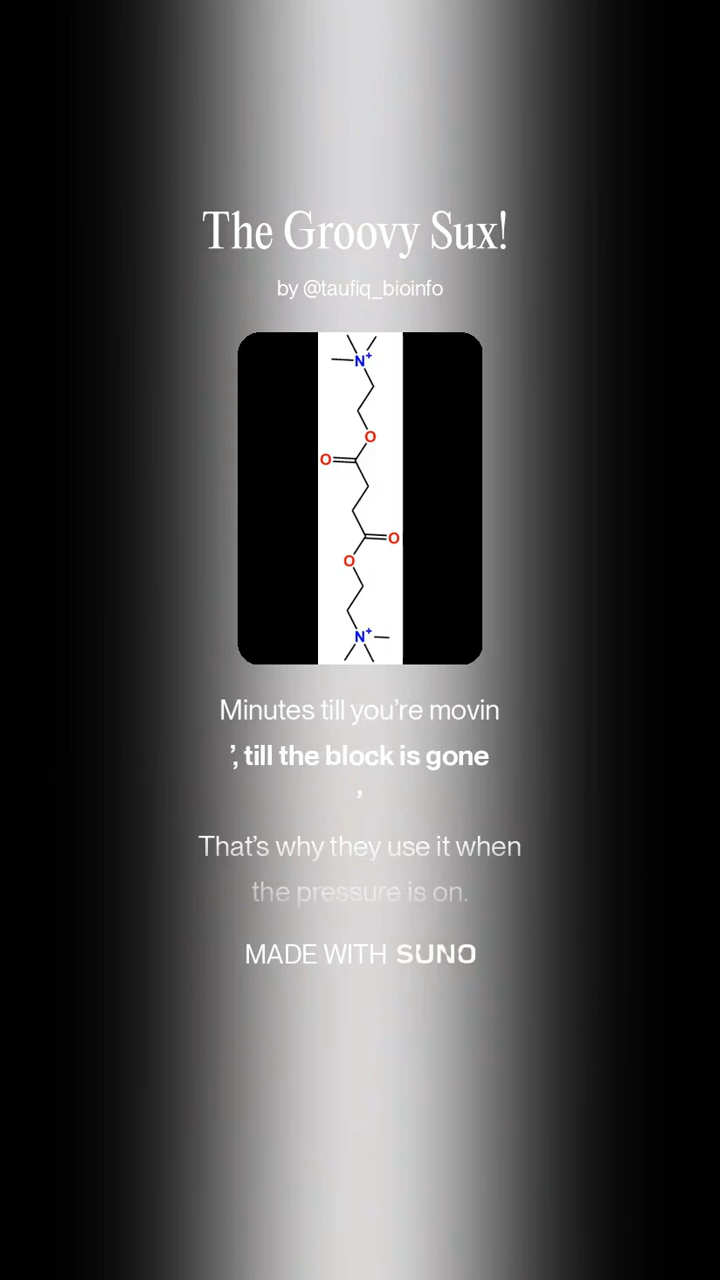 The Groovy Sux!
by @taufiq_bioinfo
N+
O
O
O
O
N+
Minutes till you’re movin
’, till the block is gone
’
That’s why they use it when
the pressure is on.
MADE WITH SUNO